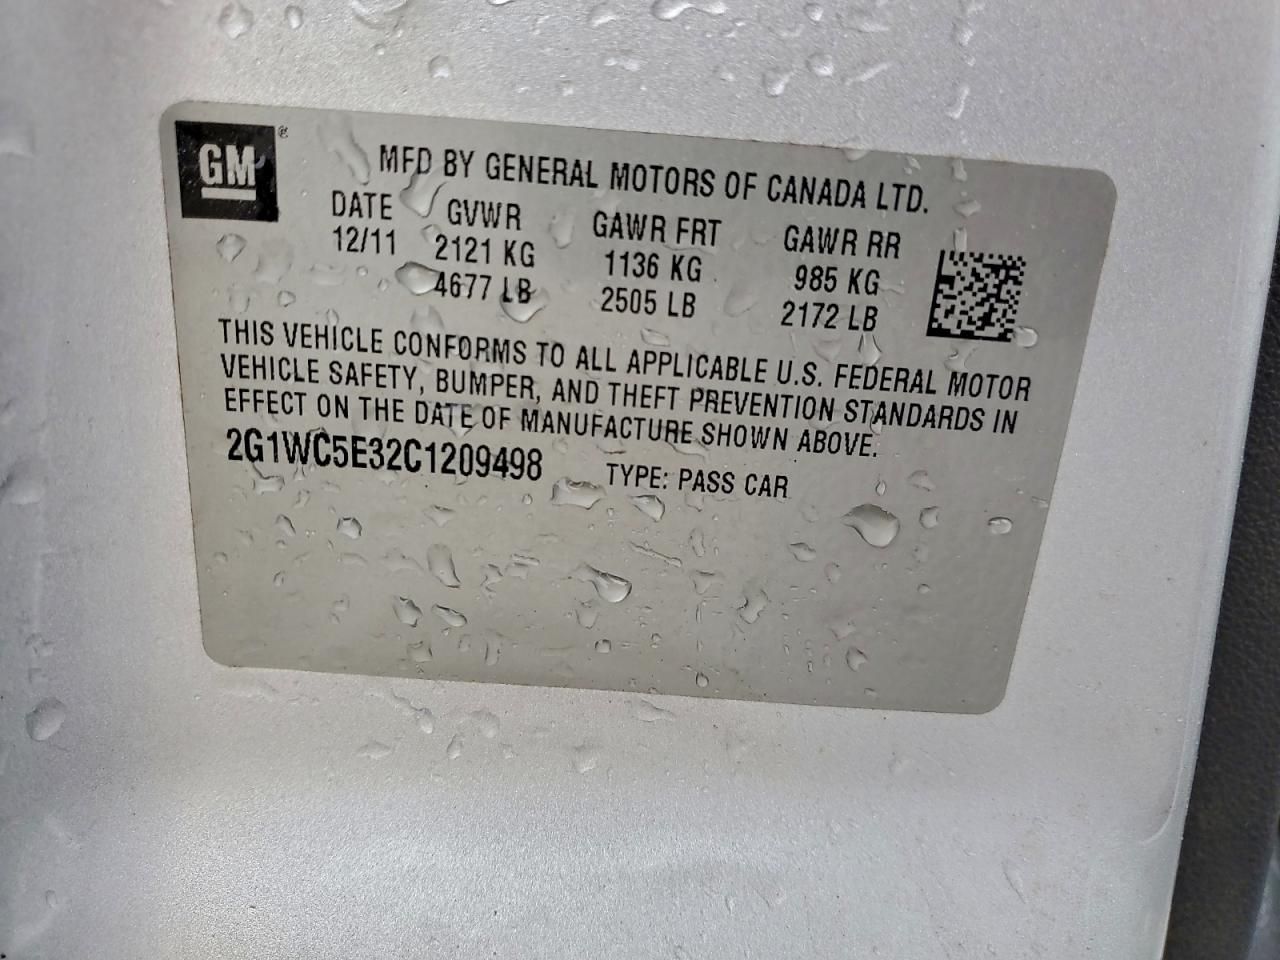 GM ®
MFD BY GENERAL MOTORS OF CANADA LTD.
DATE GVWR GAWR FRT GAWR RR
12/11 2121 KG 1136 KG 985 KG
4677 LB 2505 LB 2172 LB
THIS VEHICLE CONFORMS TO ALL APPLICABLE U.S. FEDERAL MOTOR
VEHICLE SAFETY, BUMPER, AND THEFT PREVENTION STANDARDS IN
EFFECT ON THE DATE OF MANUFACTURE SHOWN ABOVE.
2G1WC5E32C1209498 TYPE: PASS CAR